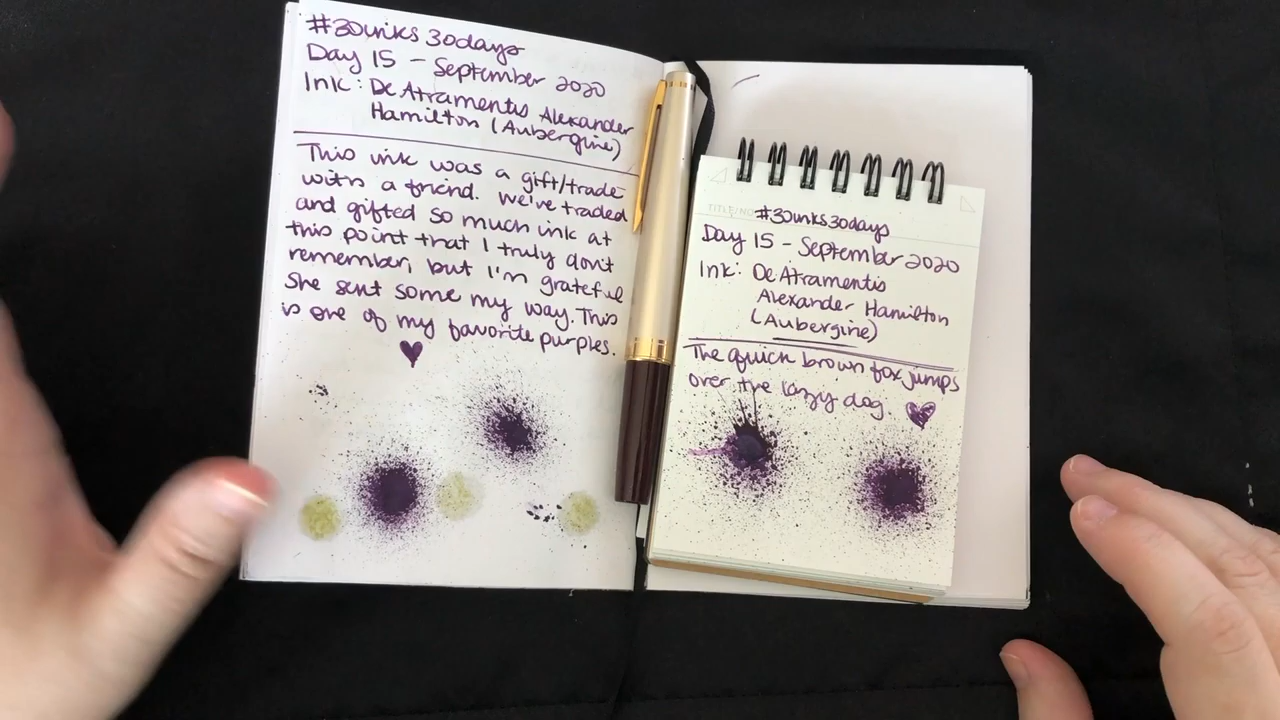 #30inks30days
Day 15 - September 2020
Ink: De Atramentis Alexander
Hamilton (Aubergine)
This ink was a gift/trade
with a friend. We've traded
and gifted so much ink at
this point that I truly don't
remember, but I'm grateful
she sent some my way. This
is one of my favorite purples.
TITLE/NO
#30inks30days
Day 15 - September 2020
Ink: De Atramentis
Alexander Hamilton
(Aubergine)
The quick brown fox jumps
over the lazy dog.